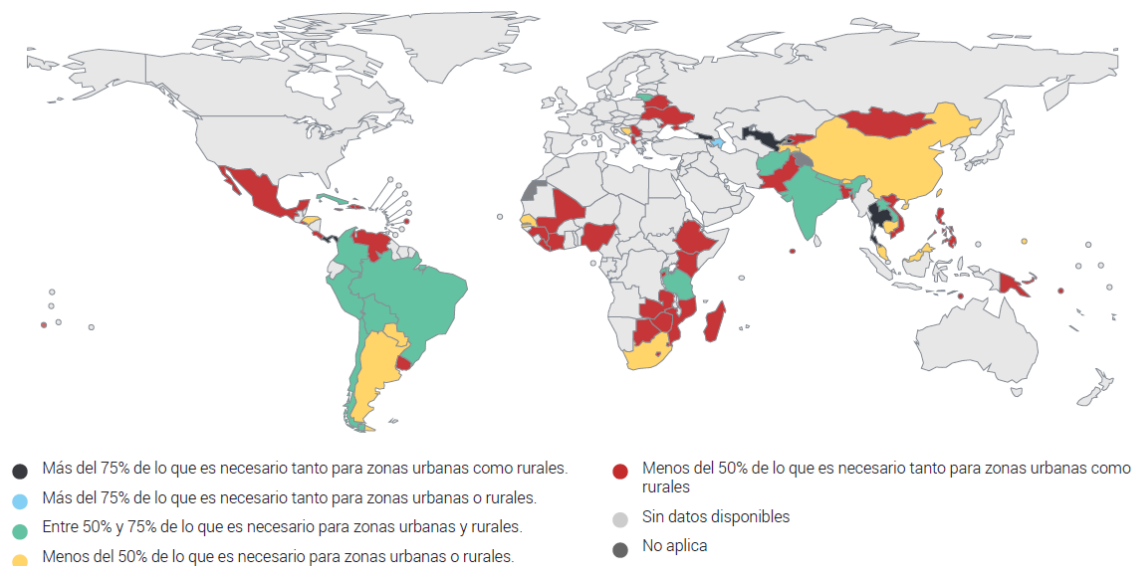 Más del 75% de lo que es necesario tanto para zonas urbanas como rurales.
Más del 75% de lo que es necesario tanto para zonas urbanas o rurales.
Entre 50% y 75% de lo que es necesario para zonas urbanas y rurales.
Menos del 50% de lo que es necesario para zonas urbanas o rurales.
Menos del 50% de lo que es necesario tanto para zonas urbanas como
rurales
Sin datos disponibles
No aplica